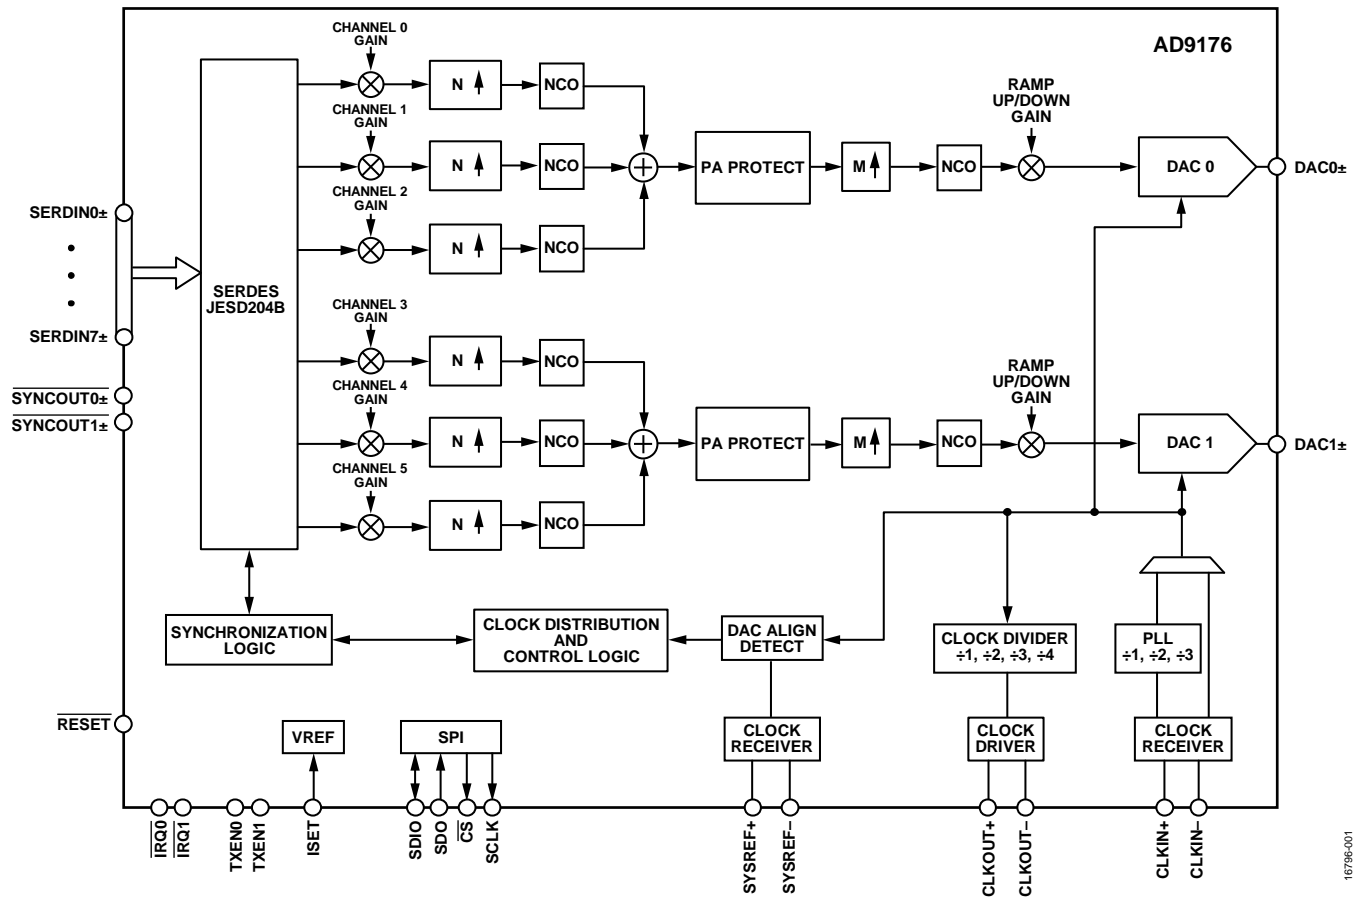 AD9176
CHANNEL 0
GAIN
N
NCO
CHANNEL 1
GAIN
N
NCO
CHANNEL 2
GAIN
N
NCO
PA PROTECT
M
NCO
RAMP
UP/DOWN
GAIN
DAC 0
DAC0±
SERDIN0±
SERDIN7±
SYNCOUT0±
SYNCOUT1±
SERDES
JESD204B
CHANNEL 3
GAIN
N
NCO
CHANNEL 4
GAIN
N
NCO
CHANNEL 5
GAIN
N
NCO
PA PROTECT
M
NCO
RAMP
UP/DOWN
GAIN
DAC 1
DAC1±
SYNCHRONIZATION
LOGIC
CLOCK DISTRIBUTION
AND
CONTROL LOGIC
DAC ALIGN
DETECT
CLOCK DIVIDER
÷1, ÷2, ÷3, ÷4
PLL
÷1, ÷2, ÷3
RESET
VREF
SPI
CLOCK
RECEIVER
CLOCK
DRIVER
CLOCK
RECEIVER
IRQ0
IRQ1
TXEN0
TXEN1
ISET
SDIO
SDO
CS
SCLK
SYSREF+
SYSREF–
CLKOUT+
CLKOUT–
CLKIN+
CLKIN–
16796-001